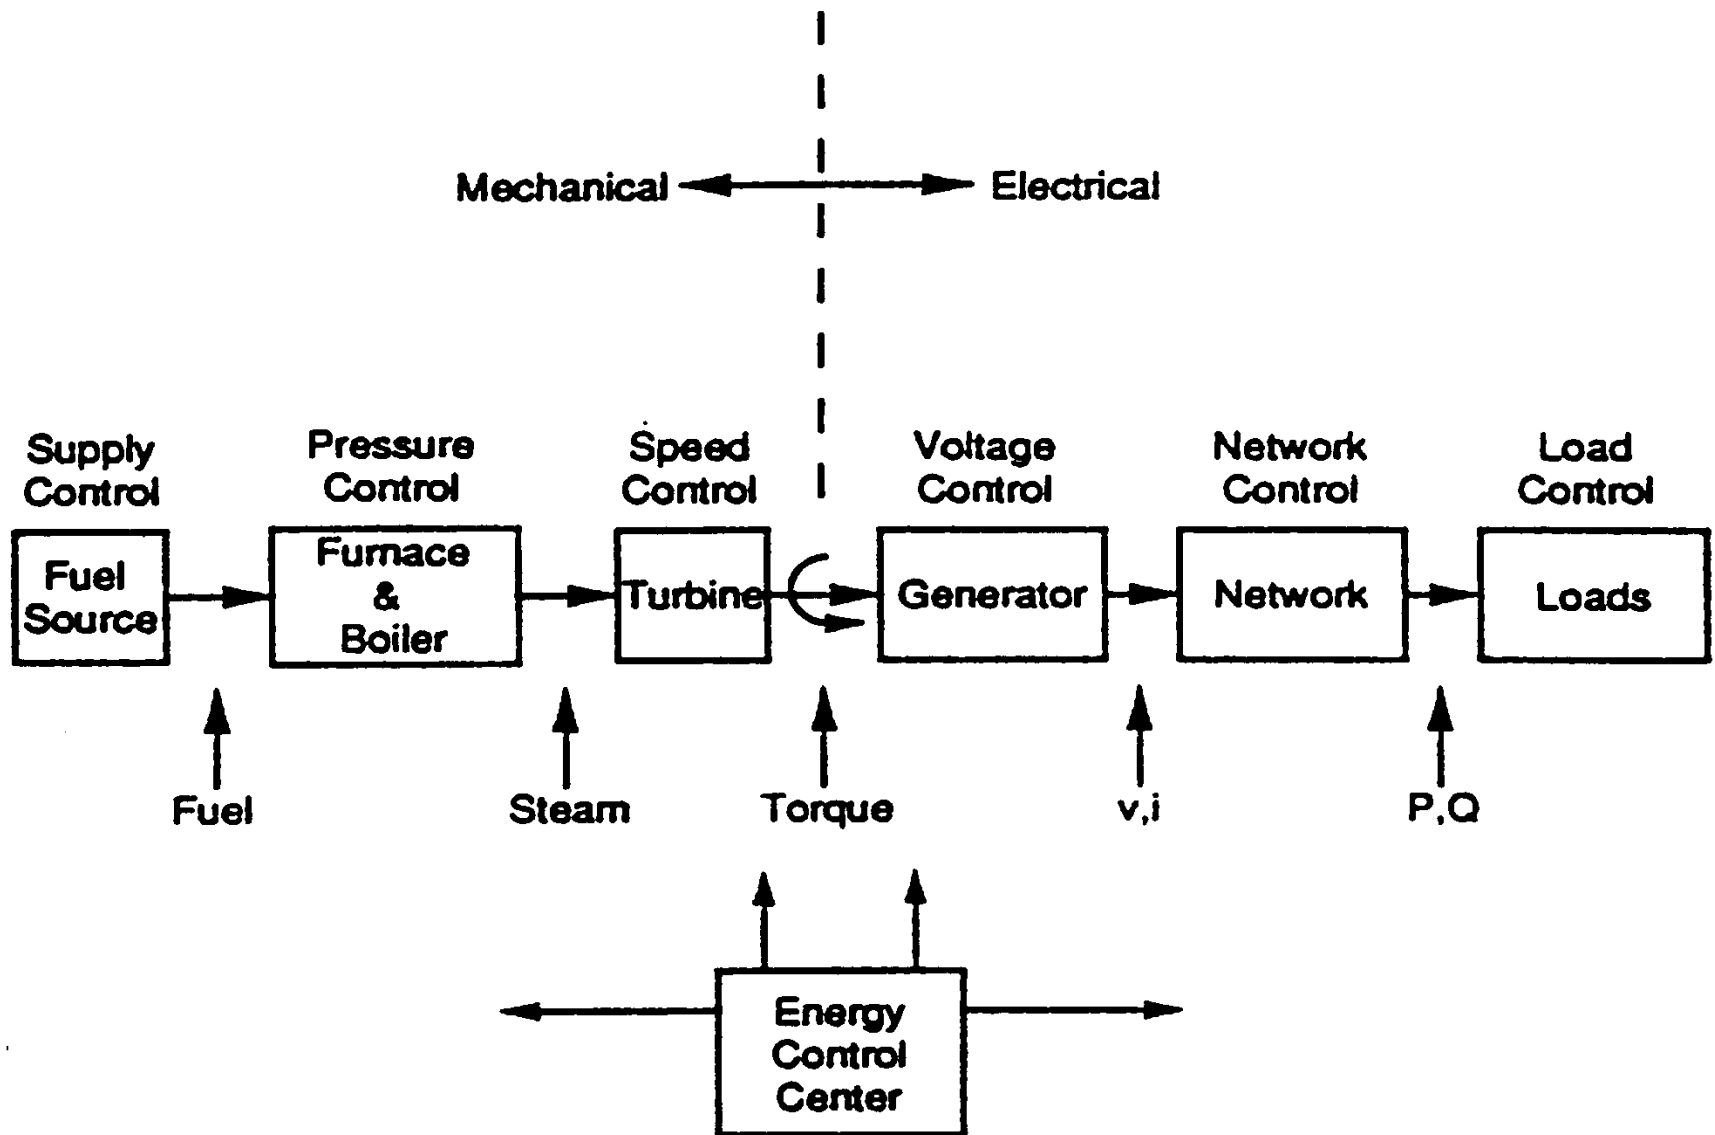 Mechanical
Electrical
Supply
Control
Pressure
Control
Speed
Control
Voltage
Control
Network
Control
Load
Control
Fuel
Source
Furnace
&
Boiler
Turbine
Generator
Network
Loads
Fuel
Steam
Torque
v,i
P,Q
Energy
Control
Center